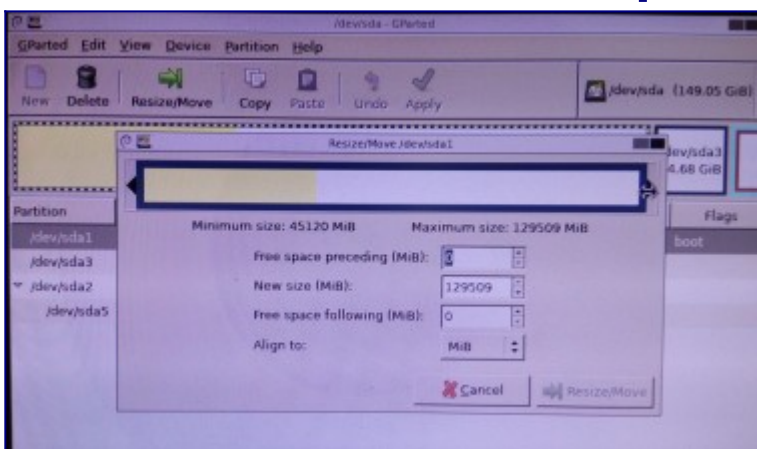 /dev/sda - GParted
GParted Edit View Device Partition Help
New Delete Resize/Move Copy Paste Undo Apply
/dev/sda (149.05 GiB)
Resize/Move /dev/sda1
/dev/sda3
4.68 GiB
Minimum size: 45120 MiB Maximum size: 129509 MiB
Partition
Flags
/dev/sda1
boot
/dev/sda3
/dev/sda2
/dev/sda5
Free space preceding (MiB): 0
New size (MiB): 129509
Free space following (MiB): 0
Align to: MiB
Cancel Resize/Move